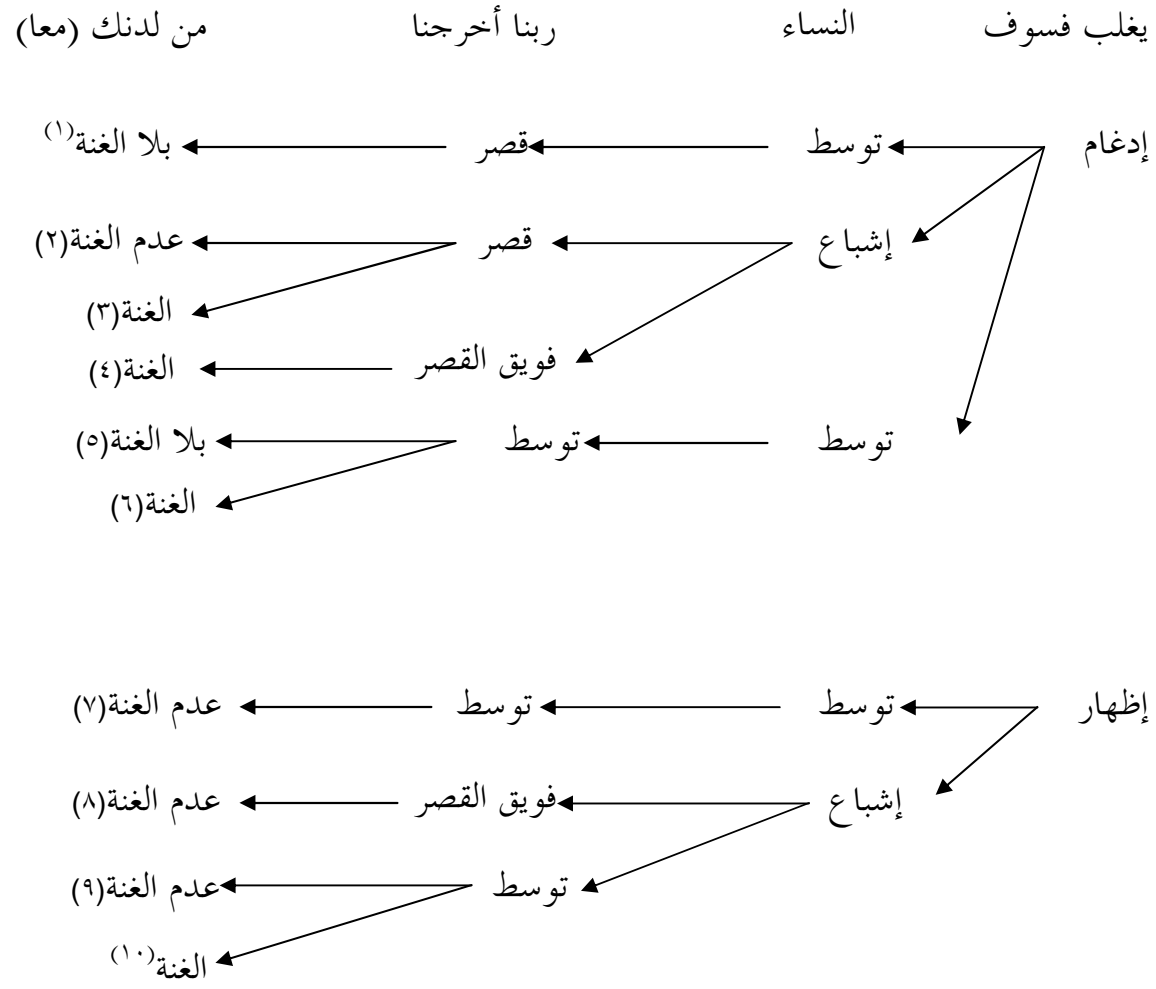 يغلب فسوف النساء ربنا أخرجنا من لدنك (معا)
إدغام توسط قصر بلا الغنة(١)
إشباع قصر عدم الغنة(٢)
الغنة(٣)
فويق القصر الغنة(٤)
توسط توسط بلا الغنة(٥)
الغنة(٦)
إظهار توسط توسط عدم الغنة(٧)
إشباع فويق القصر عدم الغنة(٨)
توسط عدم الغنة(٩)
الغنة(١٠)